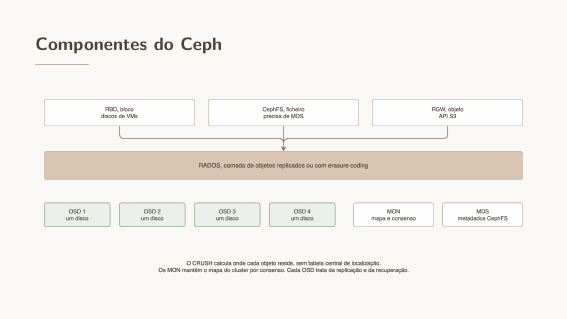 Componentes do Ceph
RBD, bloco
discos de VMs
CephFS, ficheiro
precisa de MDS
RGW, objeto
API S3
RADOS, camada de objetos replicados ou com erasure coding
OSD 1
um disco
OSD 2
um disco
OSD 3
um disco
OSD 4
um disco
MON
mapa e consenso
MDS
metadados CephFS
O CRUSH calcula onde cada objeto reside, sem tabela central de localização.
Os MON mantêm o mapa do cluster por consenso. Cada OSD trata da replicação e da recuperação.